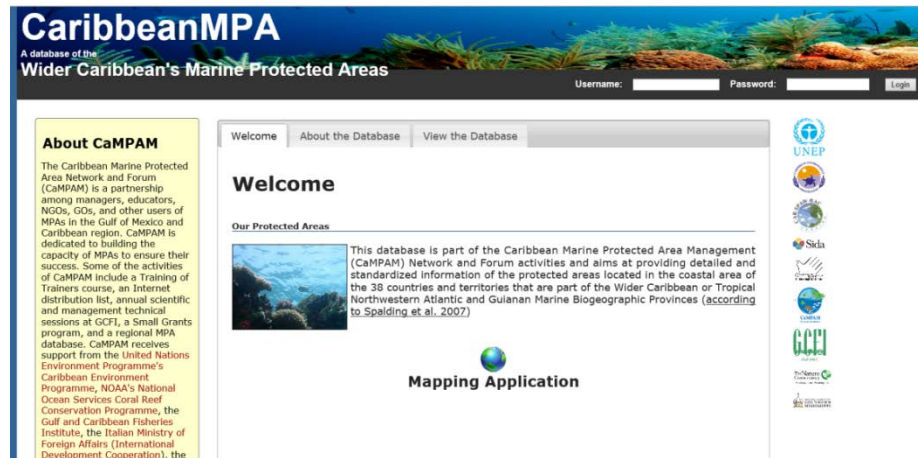 CaribbeanMPA
A database of the
Wider Caribbean's Marine Protected Areas
Username:
Password:
Login
About CaMPAM
The Caribbean Marine Protected
Area Network and Forum
(CaMPAM) is a partnership
among managers, educators,
NGOs, GOs, and other users of
MPAs in the Gulf of Mexico and
Caribbean region. CaMPAM is
dedicated to building the
capacity of MPAs to ensure their
success. Some of the activities
of CaMPAM include a Training of
Trainers course, an Internet
distribution list, annual scientific
and management technical
sessions at GCFI, a Small Grants
program, and a regional MPA
database. CaMPAM receives
support from the United Nations
Environment Programme's
Caribbean Environment
Programme, NOAA's National
Ocean Services Coral Reef
Conservation Programme, the
Gulf and Caribbean Fisheries
Institute, the Italian Ministry of
Foreign Affairs (International
Development Cooperation), the
Welcome
About the Database
View the Database
Welcome
Our Protected Areas
This database is part of the Caribbean Marine Protected Area Management
(CaMPAM) Network and Forum activities and aims at providing detailed and
standardized information of the protected areas located in the coastal area of
the 38 countries and territories that are part of the Wider Caribbean or Tropical
Northwestern Atlantic and Guianan Marine Biogeographic Provinces (according
to Spalding et al. 2007)
Mapping Application
UNEP
Sida
CaMPAM
GCFI